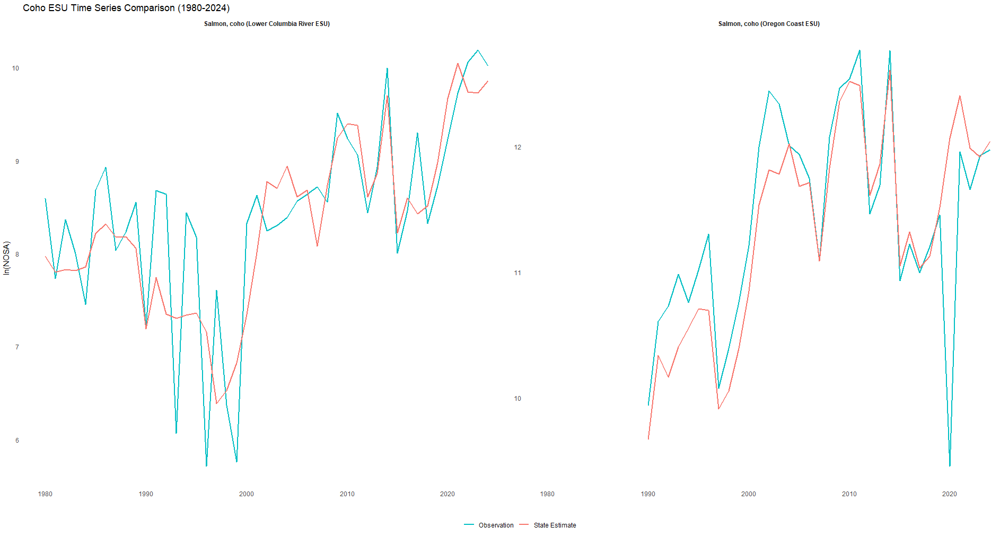 Coho ESU Time Series Comparison (1980-2024)
Salmon, coho (Lower Columbia River ESU)
Salmon, coho (Oregon Coast ESU)
ln(NOSA)
10
9
8
7
6
12
11
10
1980 1990 2000 2010 2020
1980 1990 2000 2010 2020
Observation State Estimate